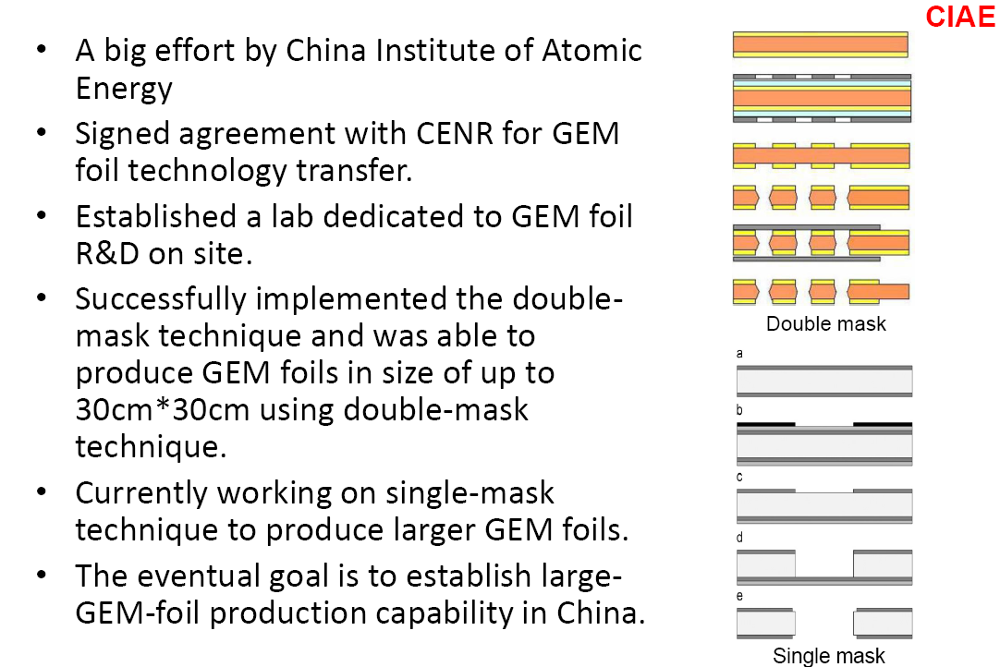 CIAE
• A big effort by China Institute of Atomic
Energy
• Signed agreement with CENR for GEM
foil technology transfer.
• Established a lab dedicated to GEM foil
R&D on site.
• Successfully implemented the double-
mask technique and was able to
produce GEM foils in size of up to
30cm*30cm using double-mask
technique.
• Currently working on single-mask
technique to produce larger GEM foils.
• The eventual goal is to establish large-
GEM-foil production capability in China.
Double mask
a
b
c
d
e
Single mask